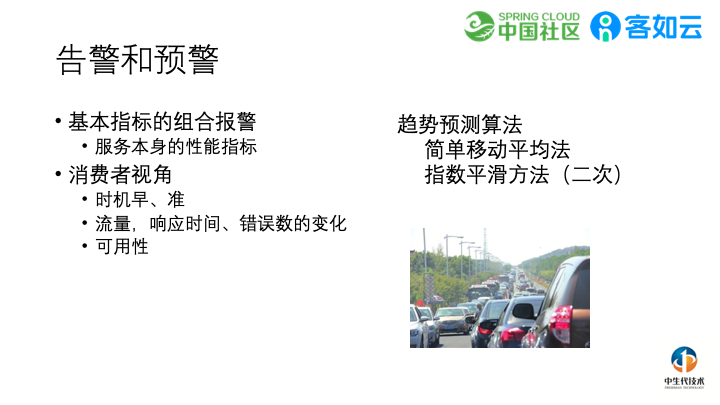 SPRING CLOUD
中国社区
客如云
告警和预警
• 基本指标的组合报警
• 服务本身的性能指标
• 消费者视角
• 时机早、准
• 流量，响应时间、错误数的变化
• 可用性
趋势预测算法
简单移动平均法
指数平滑方法（二次）
中生代技术